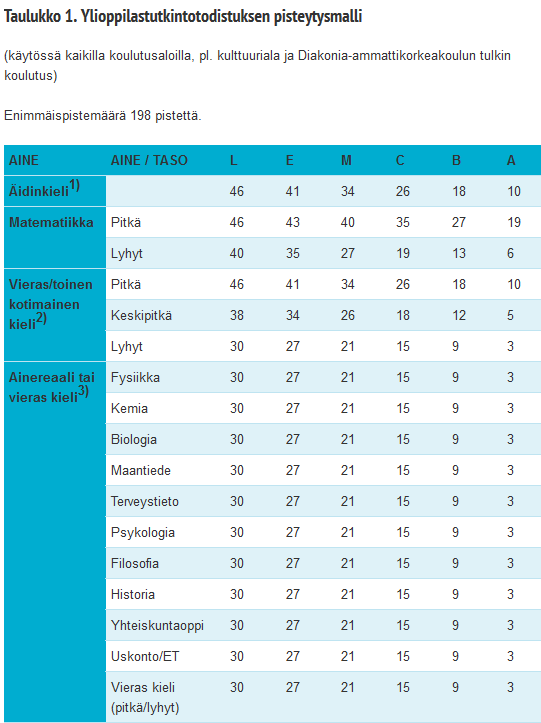 Taulukko 1. Ylioppilastutkintotodistuksen pisteytysmalli
(käytössä kaikilla koulutusaloilla, pl. kulttuuriala ja Diakonia-ammattikorkeakoulun tulkin
koulutus)
Enimmäispistemäärä 198 pistettä.
AINE AINE / TASO L E M C B A
Äidinkieli1) 46 41 34 26 18 10
Matematiikka Pitkä 46 43 40 35 27 19
Lyhyt 40 35 27 19 13 6
Vieras/toinen kotimainen kieli2) Pitkä 46 41 34 26 18 10
Keskipitkä 38 34 26 18 12 5
Lyhyt 30 27 21 15 9 3
Ainereaali tai vieras kieli3) Fysiikka 30 27 21 15 9 3
Kemia 30 27 21 15 9 3
Biologia 30 27 21 15 9 3
Maantiede 30 27 21 15 9 3
Terveystieto 30 27 21 15 9 3
Psykologia 30 27 21 15 9 3
Filosofia 30 27 21 15 9 3
Historia 30 27 21 15 9 3
Yhteiskuntaoppi 30 27 21 15 9 3
Uskonto/ET 30 27 21 15 9 3
Vieras kieli 30 27 21 15 9 3
(pitkä/lyhyt)